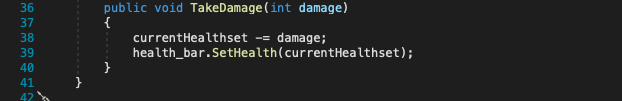 36 public void TakeDamage(int damage)
37 {
38 currentHealthset -= damage;
39 health_bar.SetHealth(currentHealthset);
40 }
41 }
42